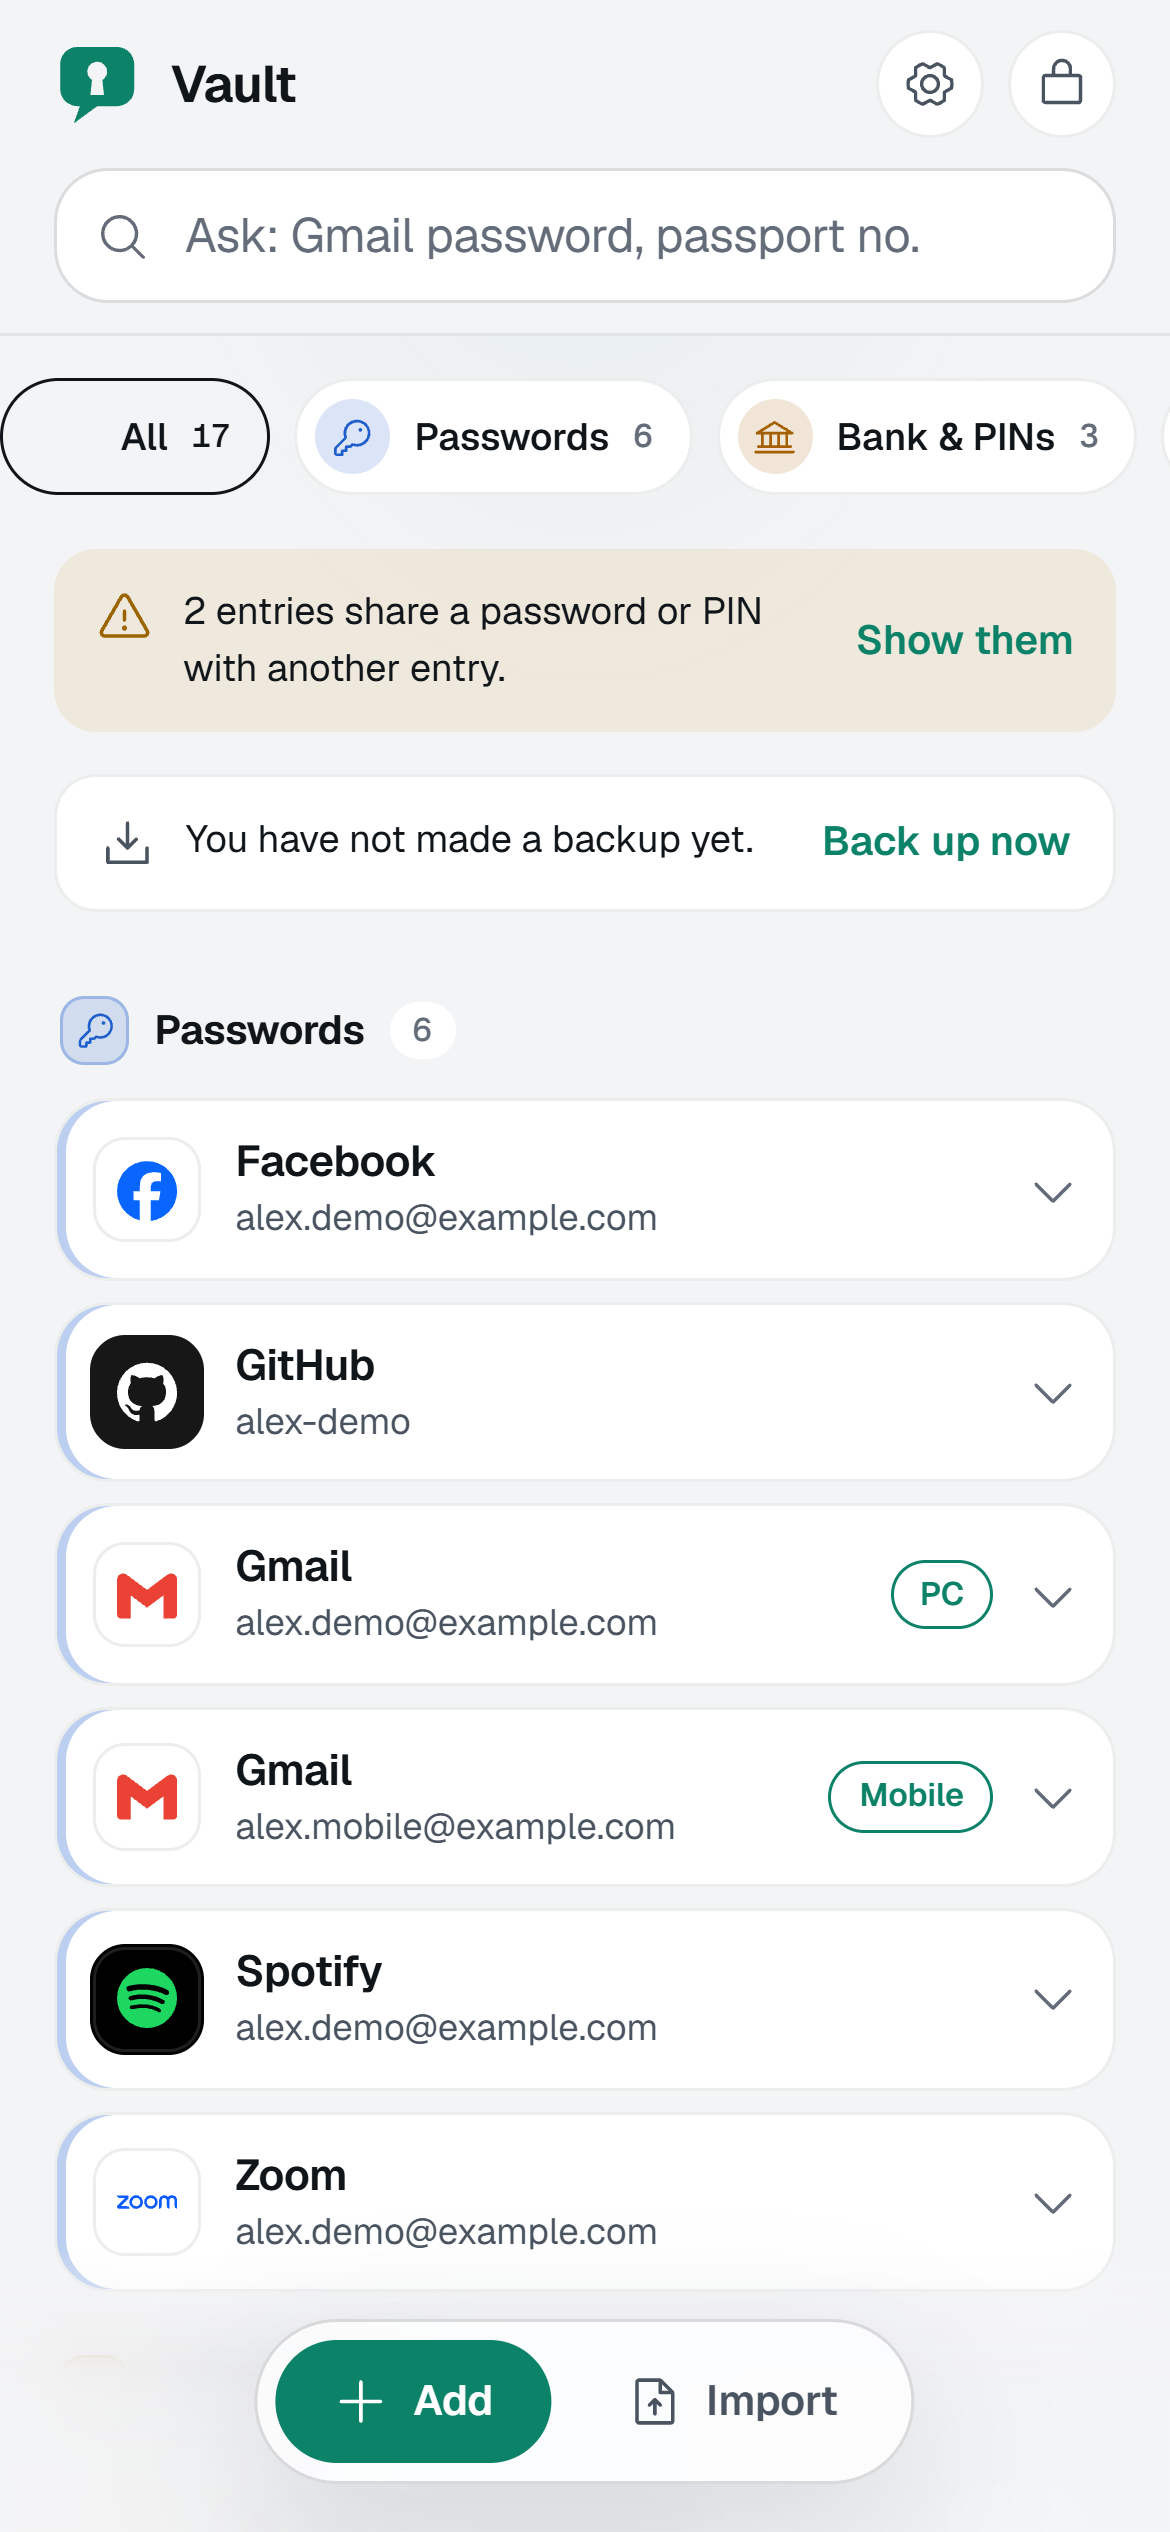 Vault
Ask: Gmail password, passport no.
All 17
Passwords 6
Bank & PINs 3
2 entries share a password or PIN
with another entry.
Show them
You have not made a backup yet.
Back up now
Passwords 6
Facebook
alex.demo@example.com
GitHub
alex-demo
Gmail
alex.demo@example.com
PC
Gmail
alex.mobile@example.com
Mobile
Spotify
alex.demo@example.com
zoom
Zoom
alex.demo@example.com
Add
Import